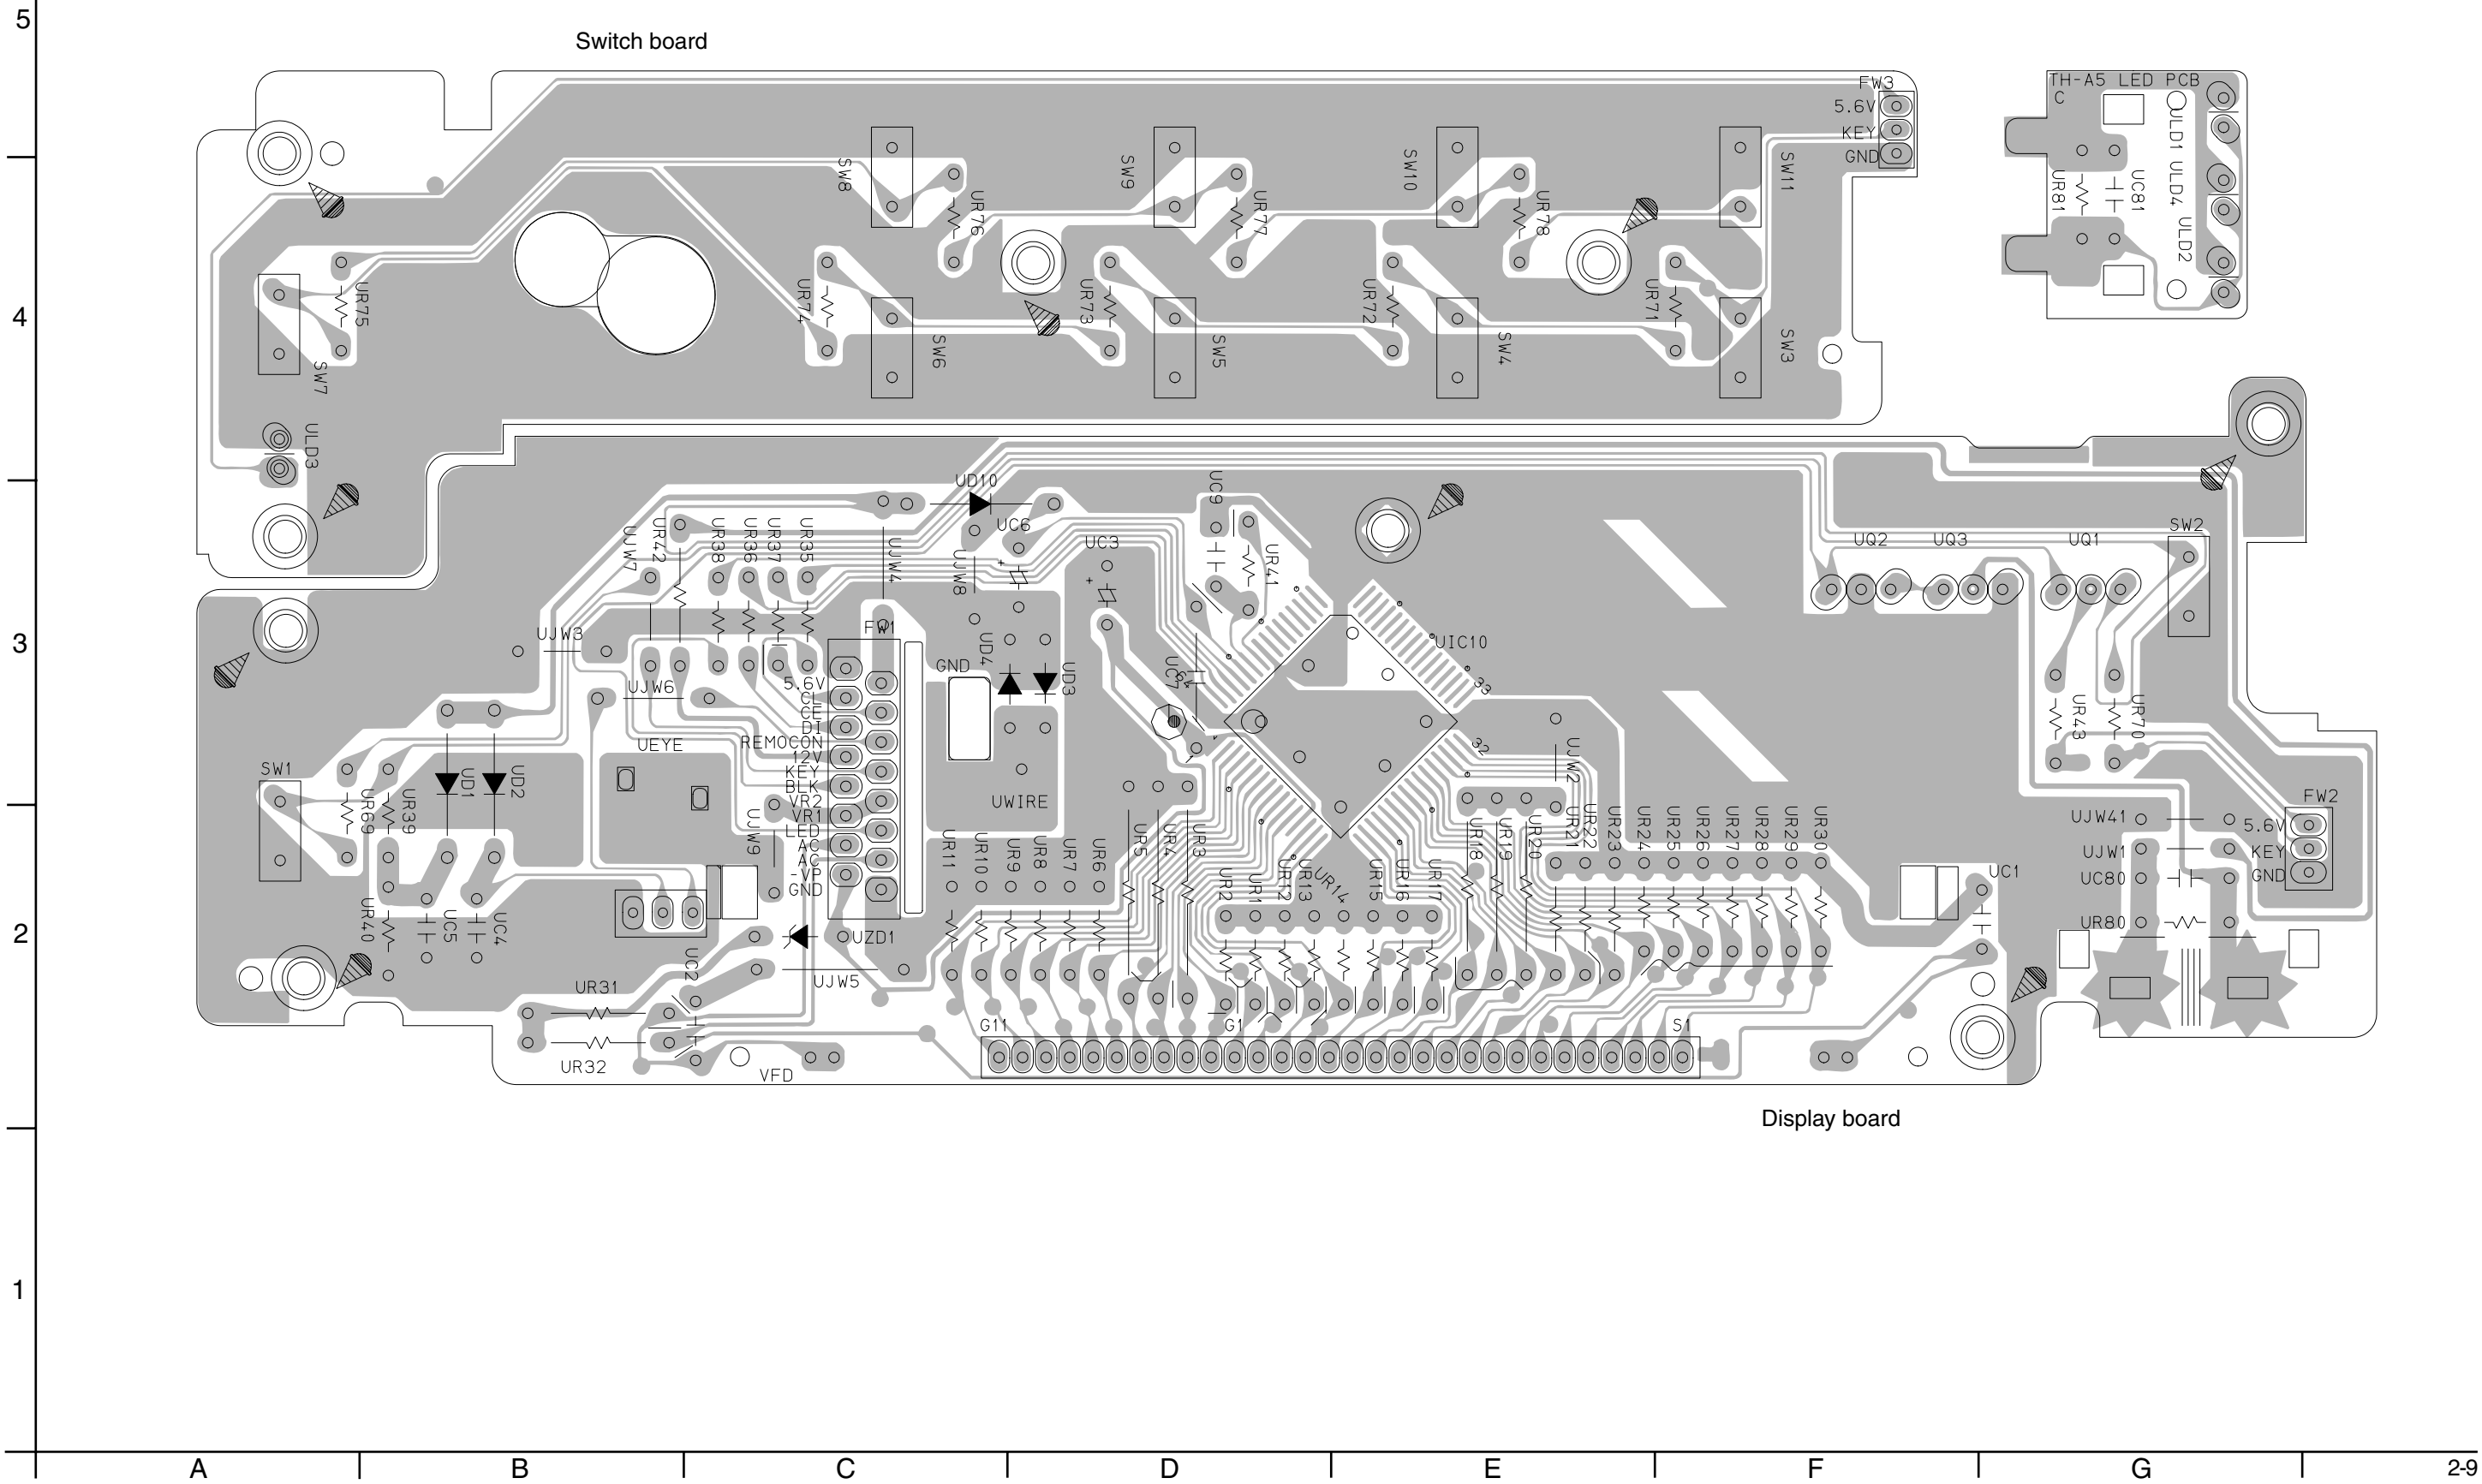 5
Switch board
FW3
5.6V
KEY
GND
TH-A5 LED PCB
C
ULD1
ULD4
ULD2
UR81
UC81
SW8
UR76
SW9
UR77
SW10
UR78
SW11
4
UR75
SW7
UR74
SW6
UR73
SW5
UR72
SW4
UR71
SW3
ULD3
UD10
UC9
UC6
UC3
+
+
UR41
UJW7
UR42
UR38
UR36
UR37
UR35
UJW4
UJW8
UQ2
UQ3
UQ1
SW2
3
UJW3
FW1
UIC10
GND
UD4
UD3
UC7
64
33
UJW6
5.6V
CL
CE
DI
REMOCON
12V
KEY
BLK
VR2
VR1
LED
AC
AC
-VP
GND
UEYE
UR43
UR70
32
UJW2
SW1
UD1
UD2
UR69
UR39
UJW9
UWIRE
FW2
5.6V
KEY
GND
UJW41
UJW1
UC80
UR80
UR11
UR10
UR9
UR8
UR7
UR6
UR5
UR4
UR3
UR2
UR1
UR12
UR13
UR14
UR15
UR16
UR17
UR18
UR19
UR20
UR21
UR22
UR23
UR24
UR25
UR26
UR27
UR28
UR29
UR30
UC1
2
UR40
UC5
UC4
UZD1
UC2
UJW5
UR31
UR32
VFD
G11
G1
S1
Display board
1
A
B
C
D
E
F
G
2-9